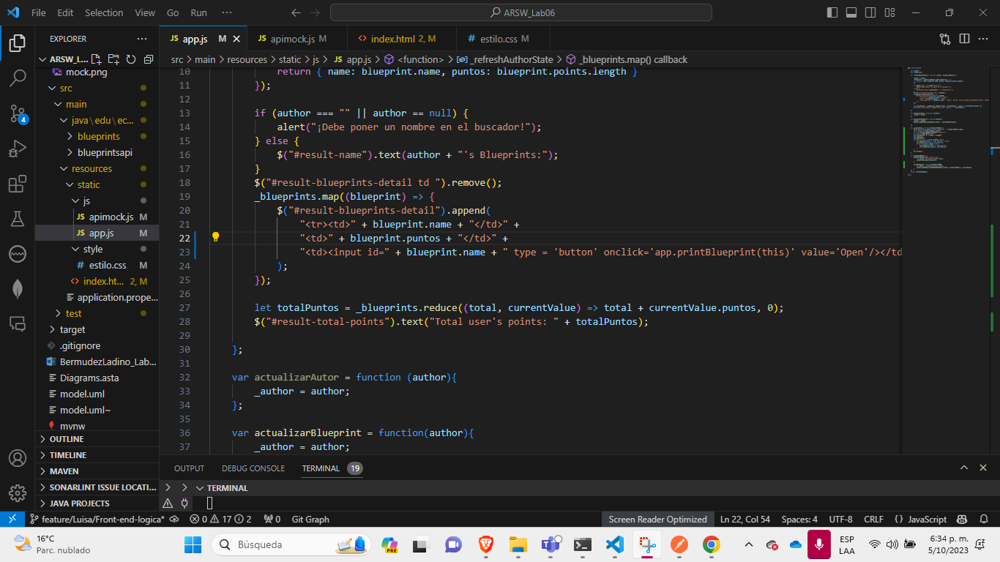 File Edit Selection View Go Run ··· ARSW_Lab06
EXPLORER ···
JS app.js M
JS apimock.js M
<> index.html 2, M
# estilo.css M
ARSW_L...
src > main > resources > static > js > JS app.js > <function> > _refreshAuthorState > _blueprints.map() callback
mock.png
src
main
java\edu\ec...
blueprints
blueprintsapi
resources
static
js
JS apimock.js M
JS app.js M
style
# estilo.css M
<> index.ht... 2, M
application.prope...
test
target
.gitignore
BermudezLadino_Lab...
Diagrams.asta
model.uml
model.uml~
mvnw
OUTLINE
TIMELINE
MAVEN
SONARLINT ISSUE LOCATI...
JAVA PROJECTS
10 return { name: blueprint.name, puntos: blueprint.points.length }
11 });
12
13 if (author === "" || author == null) {
14 alert("¡Debe poner un nombre en el buscador!");
15 } else {
16 $("#result-name").text(author + "'s Blueprints:");
17 }
18 $("#result-blueprints-detail td ").remove();
19 _blueprints.map((blueprint) => {
20 $("#result-blueprints-detail").append(
21 "<tr><td>" + blueprint.name + "</td>" +
22 "<td>" + blueprint.puntos + "</td>" +
23 "<td><input id=" + blueprint.name + " type = 'button' onclick='app.printBlueprint(this)' value='Open'/></td
24 );
25 });
26
27 let totalPuntos = _blueprints.reduce((total, currentValue) => total + currentValue.puntos, 0);
28 $("#result-total-points").text("Total user's points: " + totalPuntos);
29
30 };
31
32 var actualizarAutor = function (author){
33 _author = author;
34 };
35
36 var actualizarBlueprint = function(author){
37 _author = author;
OUTPUT DEBUG CONSOLE TERMINAL 19
TERMINAL
feature/Luisa/Front-end-logica* 0 17 2 0 Git Graph Screen Reader Optimized Ln 22, Col 54 Spaces: 4 UTF-8 CRLF {} JavaScript
16°C
Parc. nublado
Búsqueda
PRE
ESP
LAA
6:34 p. m.
5/10/2023